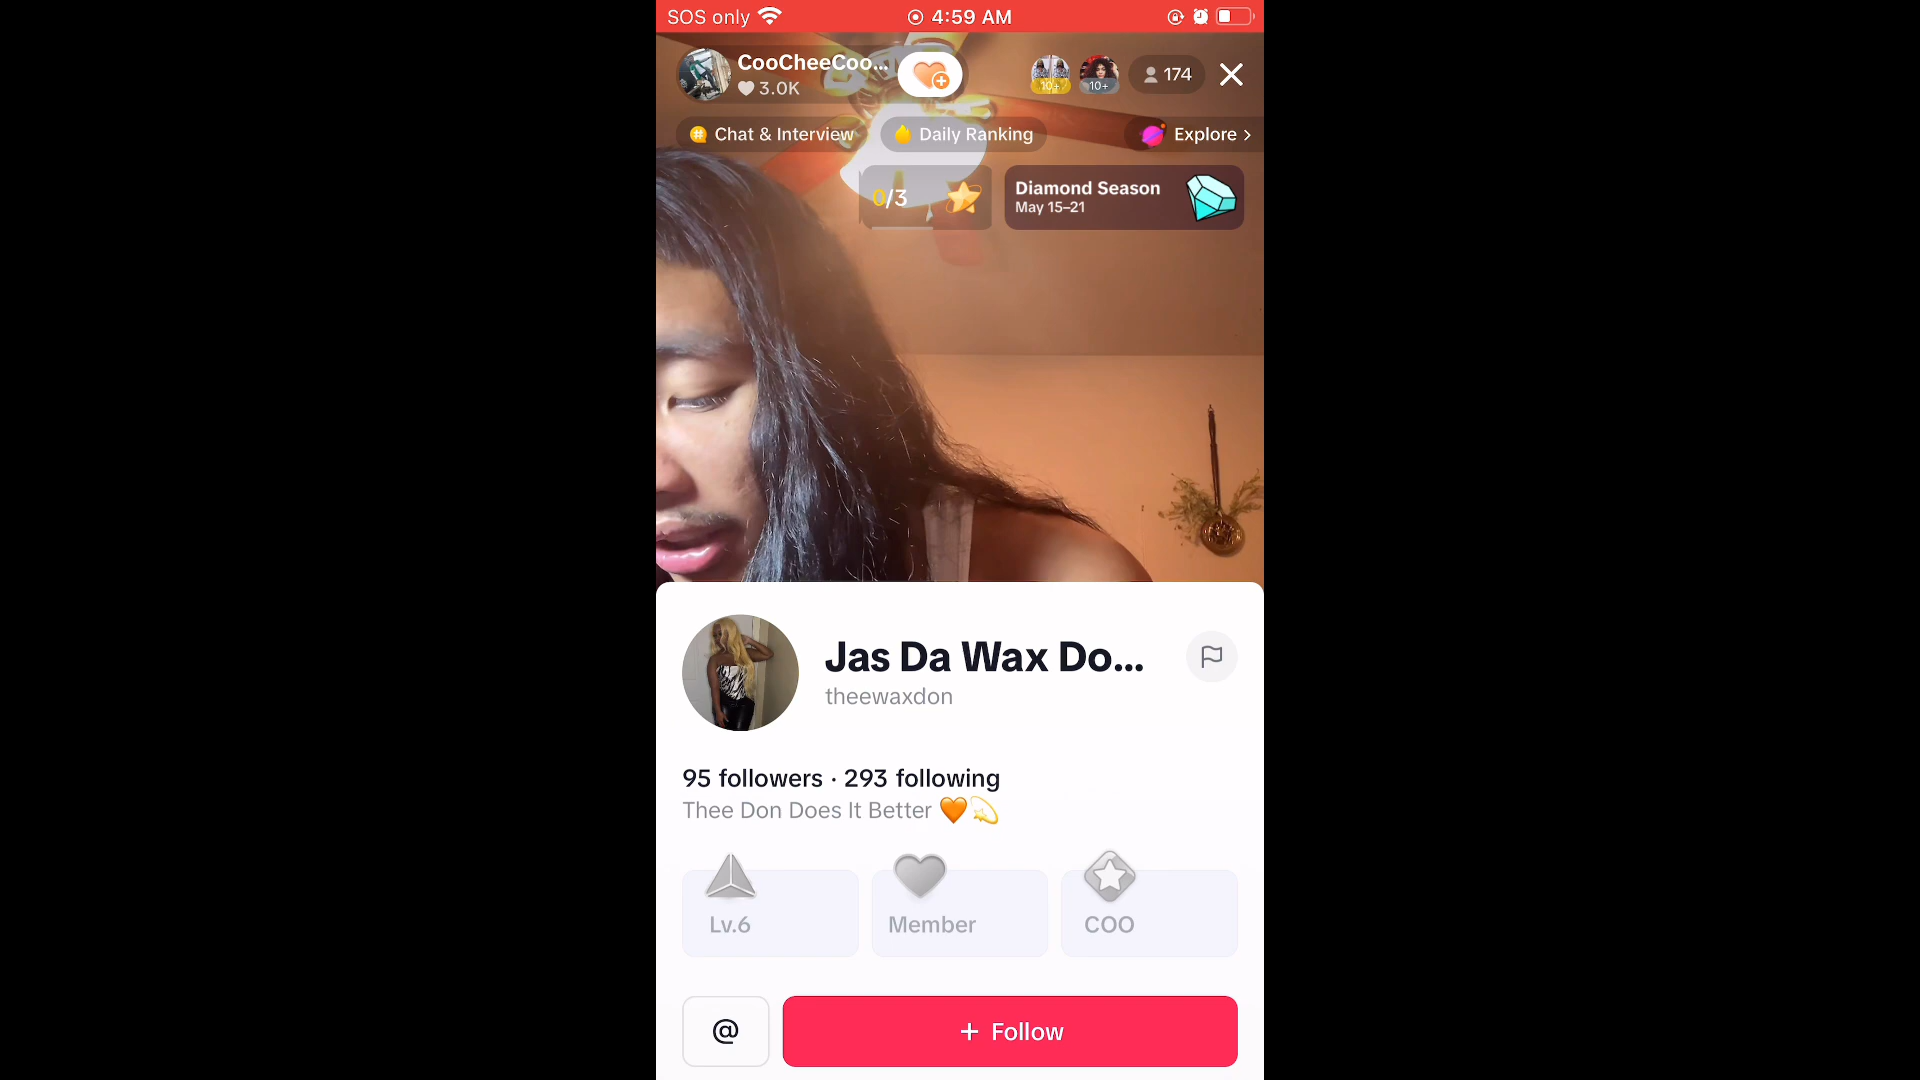 SOS only 4:59 AM
CooCheeCoo...
3.0K
10+
10+
174
Chat & Interview
Daily Ranking
Explore >
0/3
Diamond Season
May 15–21
Jas Da Wax Do...
theewaxdon
95 followers · 293 following
Thee Don Does It Better 🧡💫
Lv.6
Member
COO
@
+ Follow